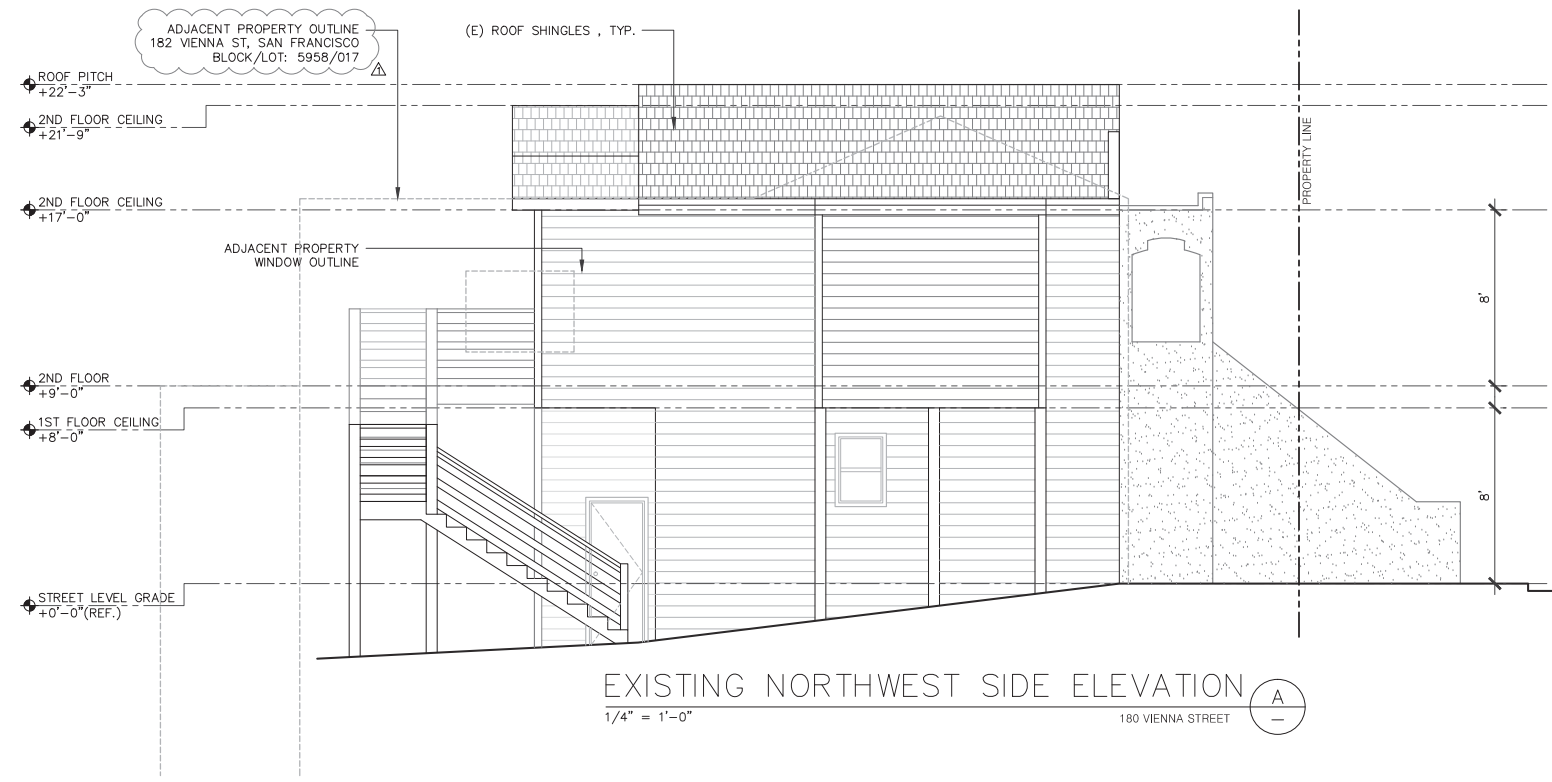 ADJACENT PROPERTY OUTLINE
182 VIENNA ST, SAN FRANCISCO
BLOCK/LOT: 5958/017
1
(E) ROOF SHINGLES , TYP.
ROOF PITCH
+22'-3"
2ND FLOOR CEILING
+21'-9"
PROPERTY LINE
2ND FLOOR CEILING
+17'-0"
ADJACENT PROPERTY
WINDOW OUTLINE
8'
2ND FLOOR
+9'-0"
1ST FLOOR CEILING
+8'-0"
8'
STREET LEVEL GRADE
+0'-0"(REF.)
EXISTING NORTHWEST SIDE ELEVATION
A
–
1/4" = 1'-0"
180 VIENNA STREET